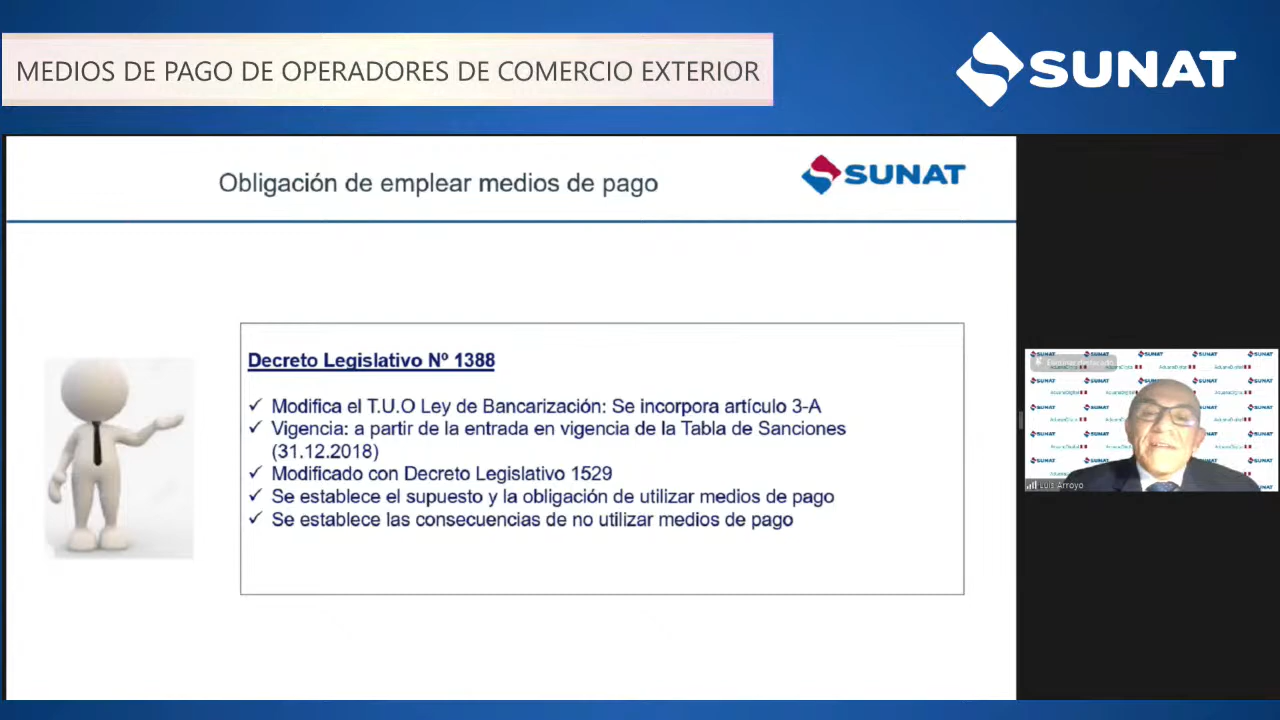 MEDIOS DE PAGO DE OPERADORES DE COMERCIO EXTERIOR
SUNAT
Obligación de emplear medios de pago
SUNAT
Decreto Legislativo Nº 1388
✓ Modifica el T.U.O Ley de Bancarización: Se incorpora artículo 3-A
✓ Vigencia: a partir de la entrada en vigencia de la Tabla de Sanciones
(31.12.2018)
✓ Modificado con Decreto Legislativo 1529
✓ Se establece el supuesto y la obligación de utilizar medios de pago
✓ Se establece las consecuencias de no utilizar medios de pago
Luis Arroyo